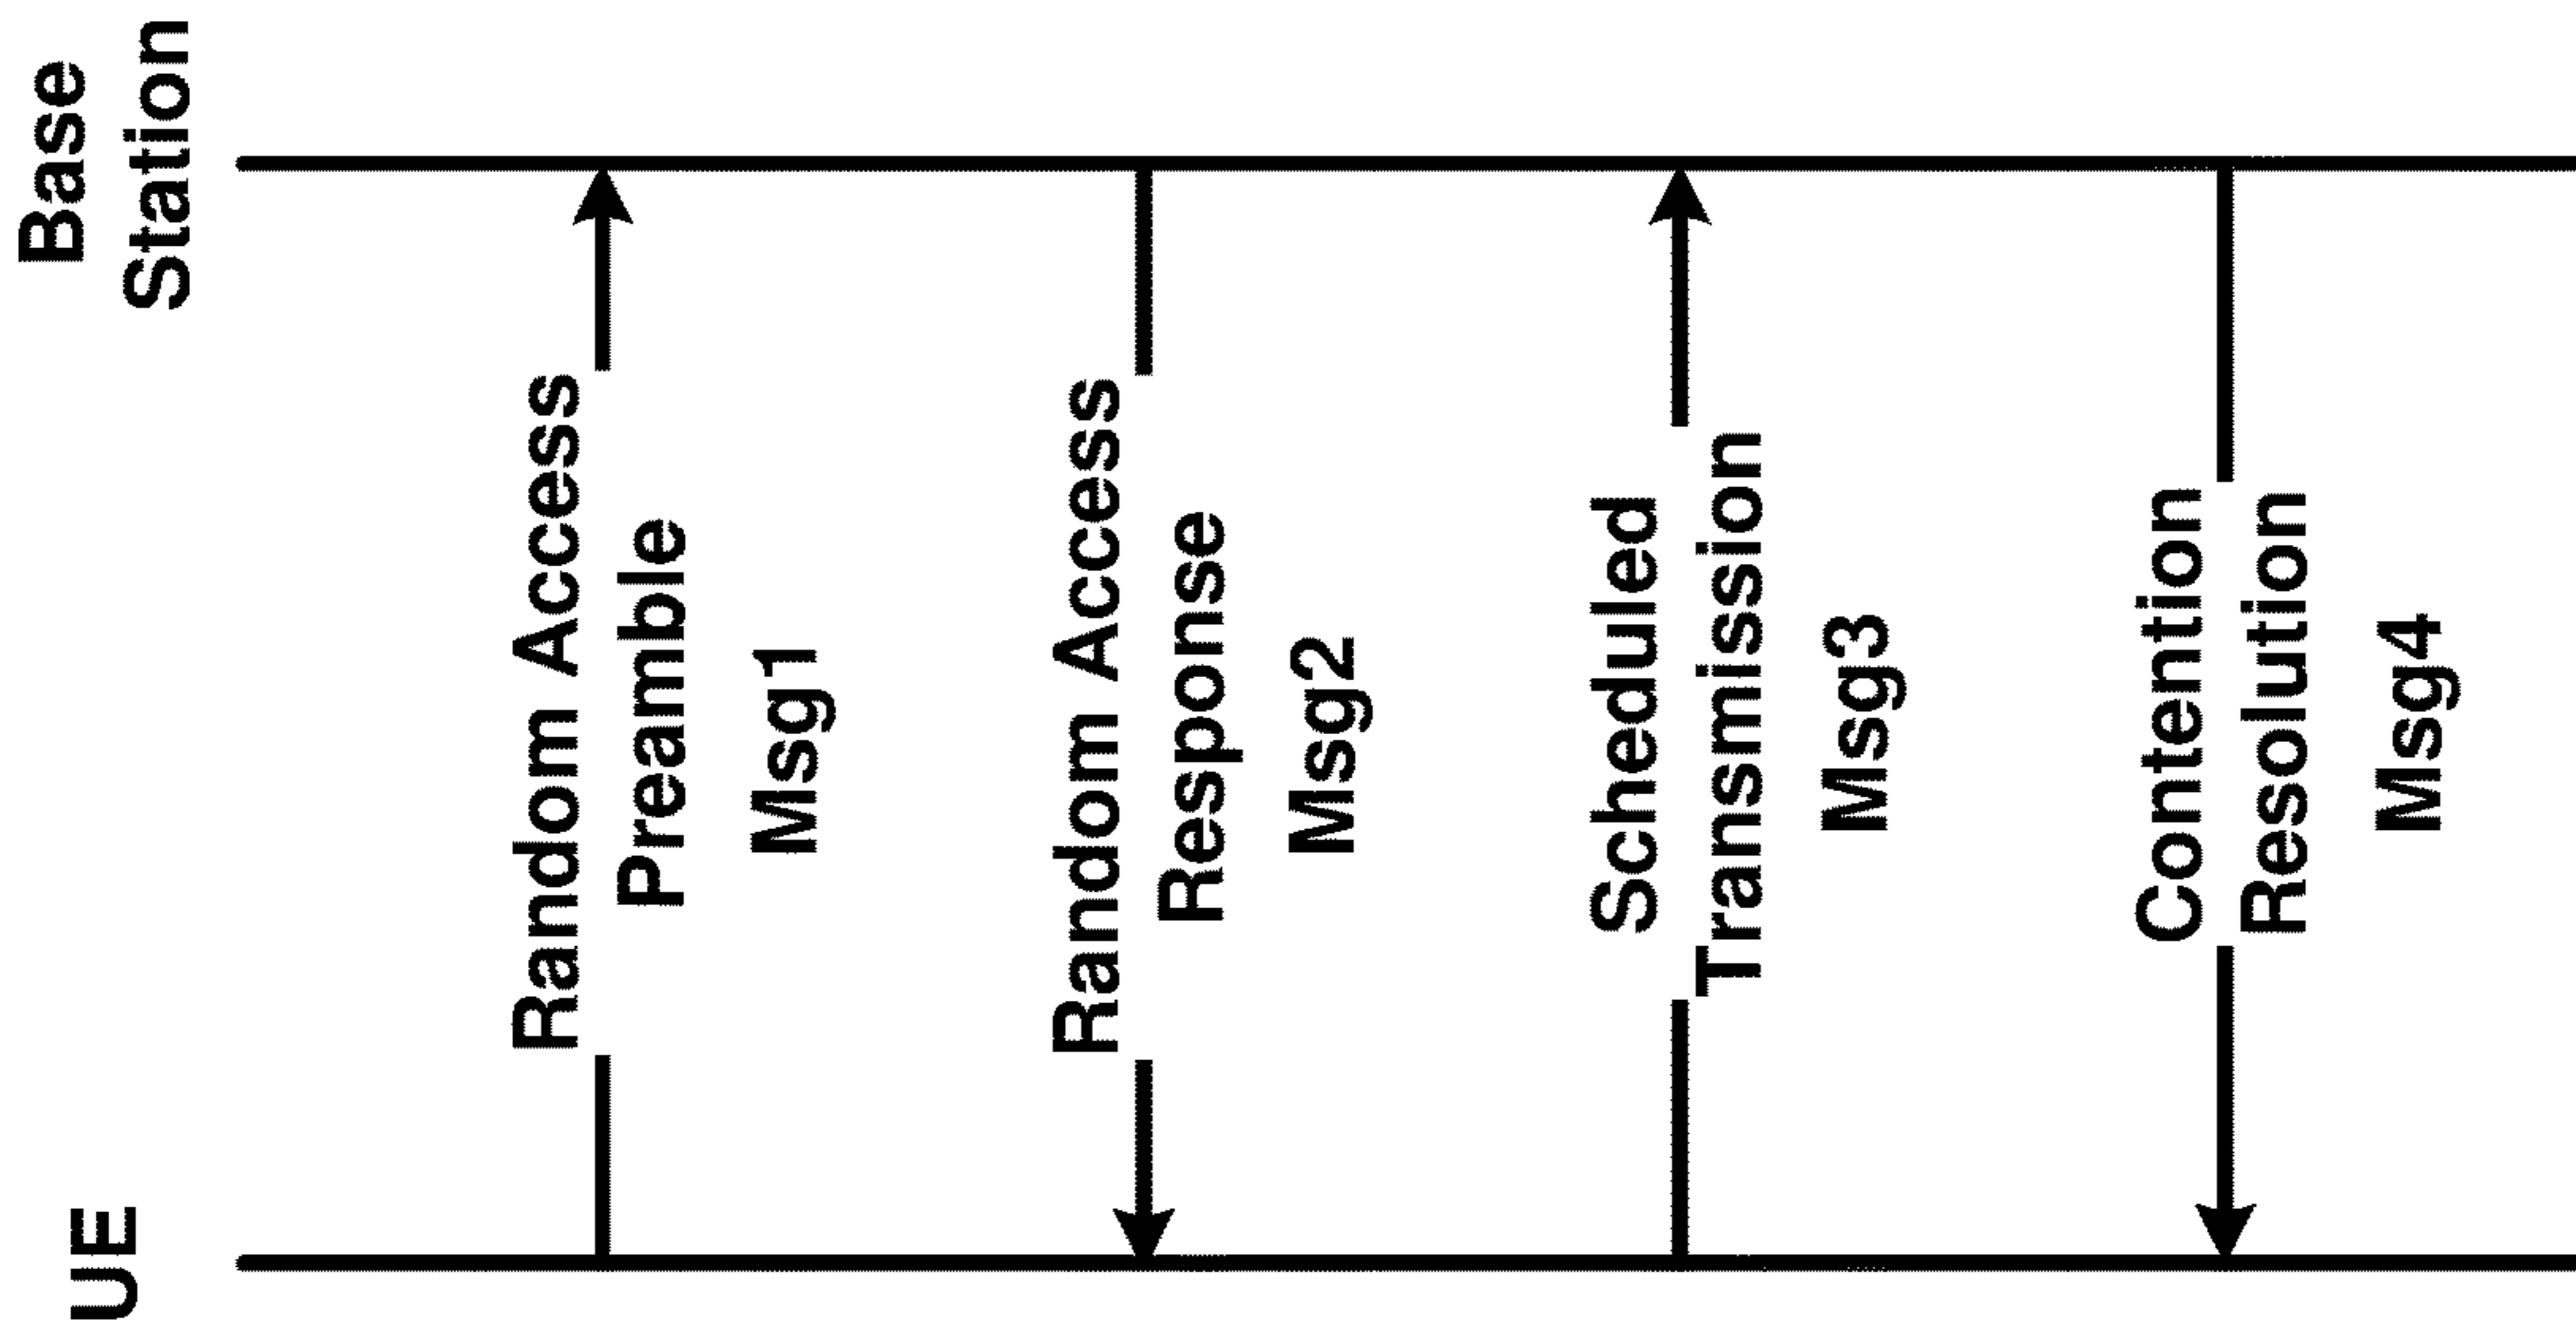 UE
Base
Station
Random Access
Preamble
Msg1
Random Access
Response
Msg2
Scheduled
Transmission
Msg3
Contention
Resolution
Msg4